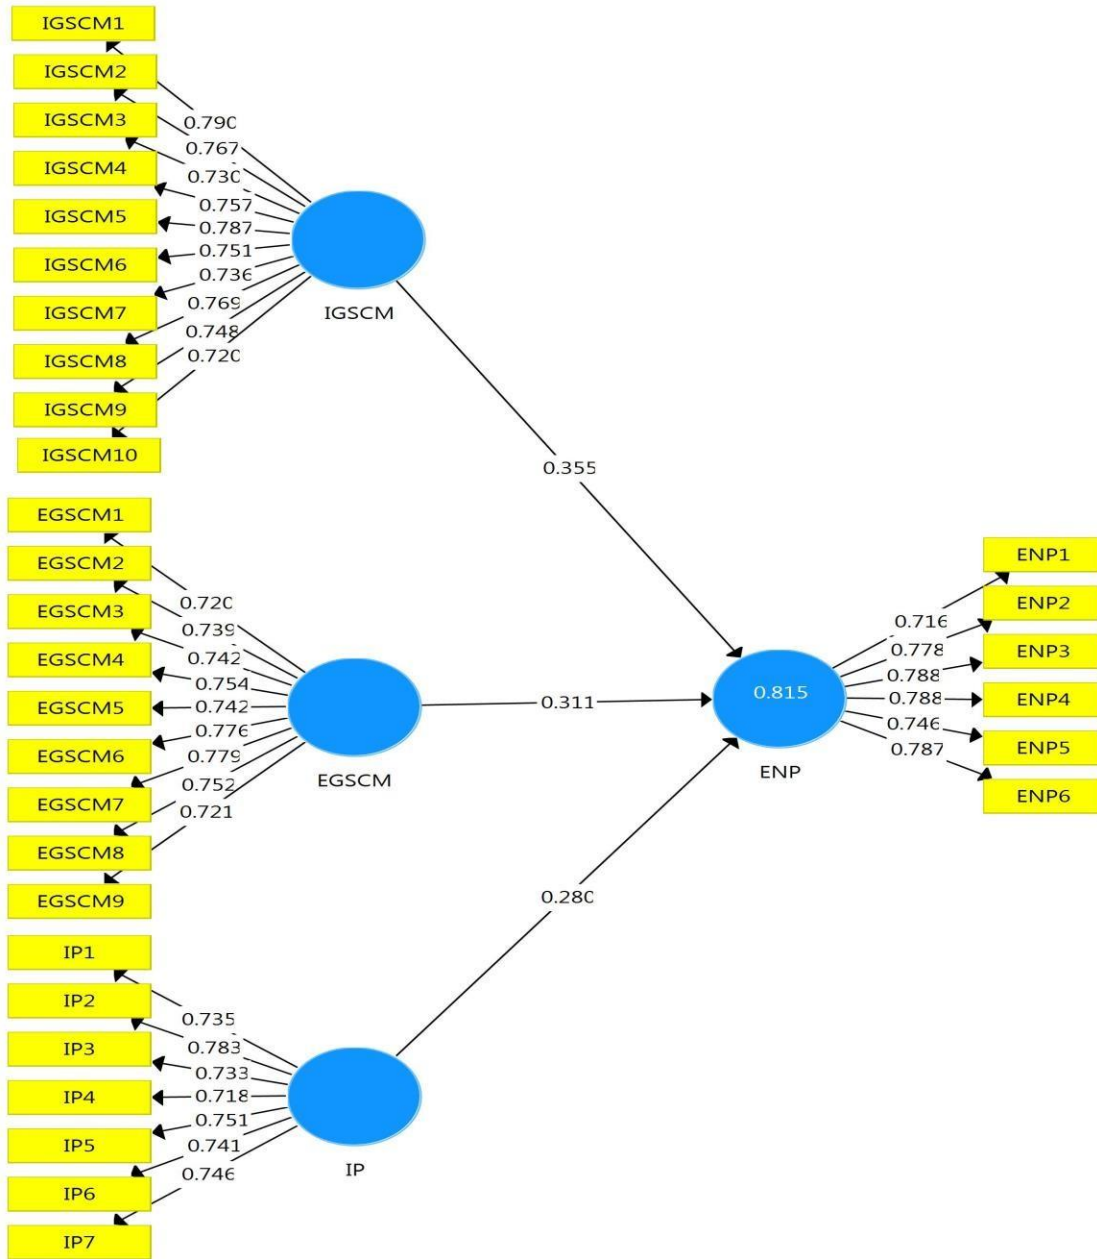 IGSCM1
IGSCM2
IGSCM3
IGSCM4
IGSCM5
IGSCM6
IGSCM7
IGSCM8
IGSCM9
IGSCM10
0.790
0.767
0.730
0.757
0.787
0.751
0.736
0.769
0.748
0.720
IGSCM
0.355
EGSCM1
EGSCM2
EGSCM3
EGSCM4
EGSCM5
EGSCM6
EGSCM7
EGSCM8
EGSCM9
0.720
0.739
0.742
0.754
0.742
0.776
0.779
0.752
0.721
EGSCM
0.311
IP1
IP2
IP3
IP4
IP5
IP6
IP7
0.735
0.783
0.733
0.718
0.751
0.741
0.746
IP
0.280
0.815
ENP
0.716
0.778
0.788
0.788
0.746
0.787
ENP1
ENP2
ENP3
ENP4
ENP5
ENP6